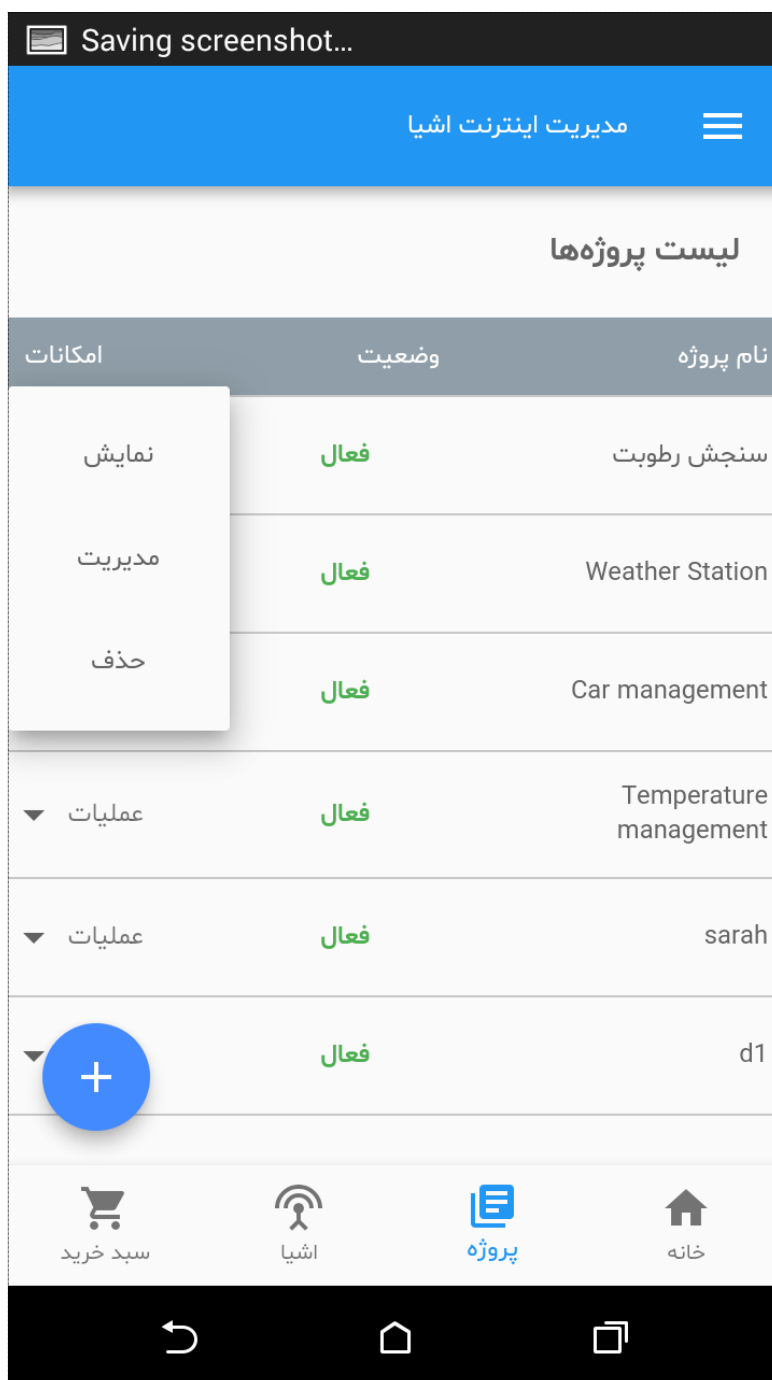 Saving screenshot...
مدیریت اینترنت اشیا
لیست پروژه‌ها
نام پروژه وضعیت امکانات
سنجش رطوبت فعال نمایش
Weather Station فعال مدیریت
حذف
Car management فعال
Temperature
management فعال عملیات
sarah فعال عملیات
d1 فعال
خانه پروژه اشیا سبد خرید